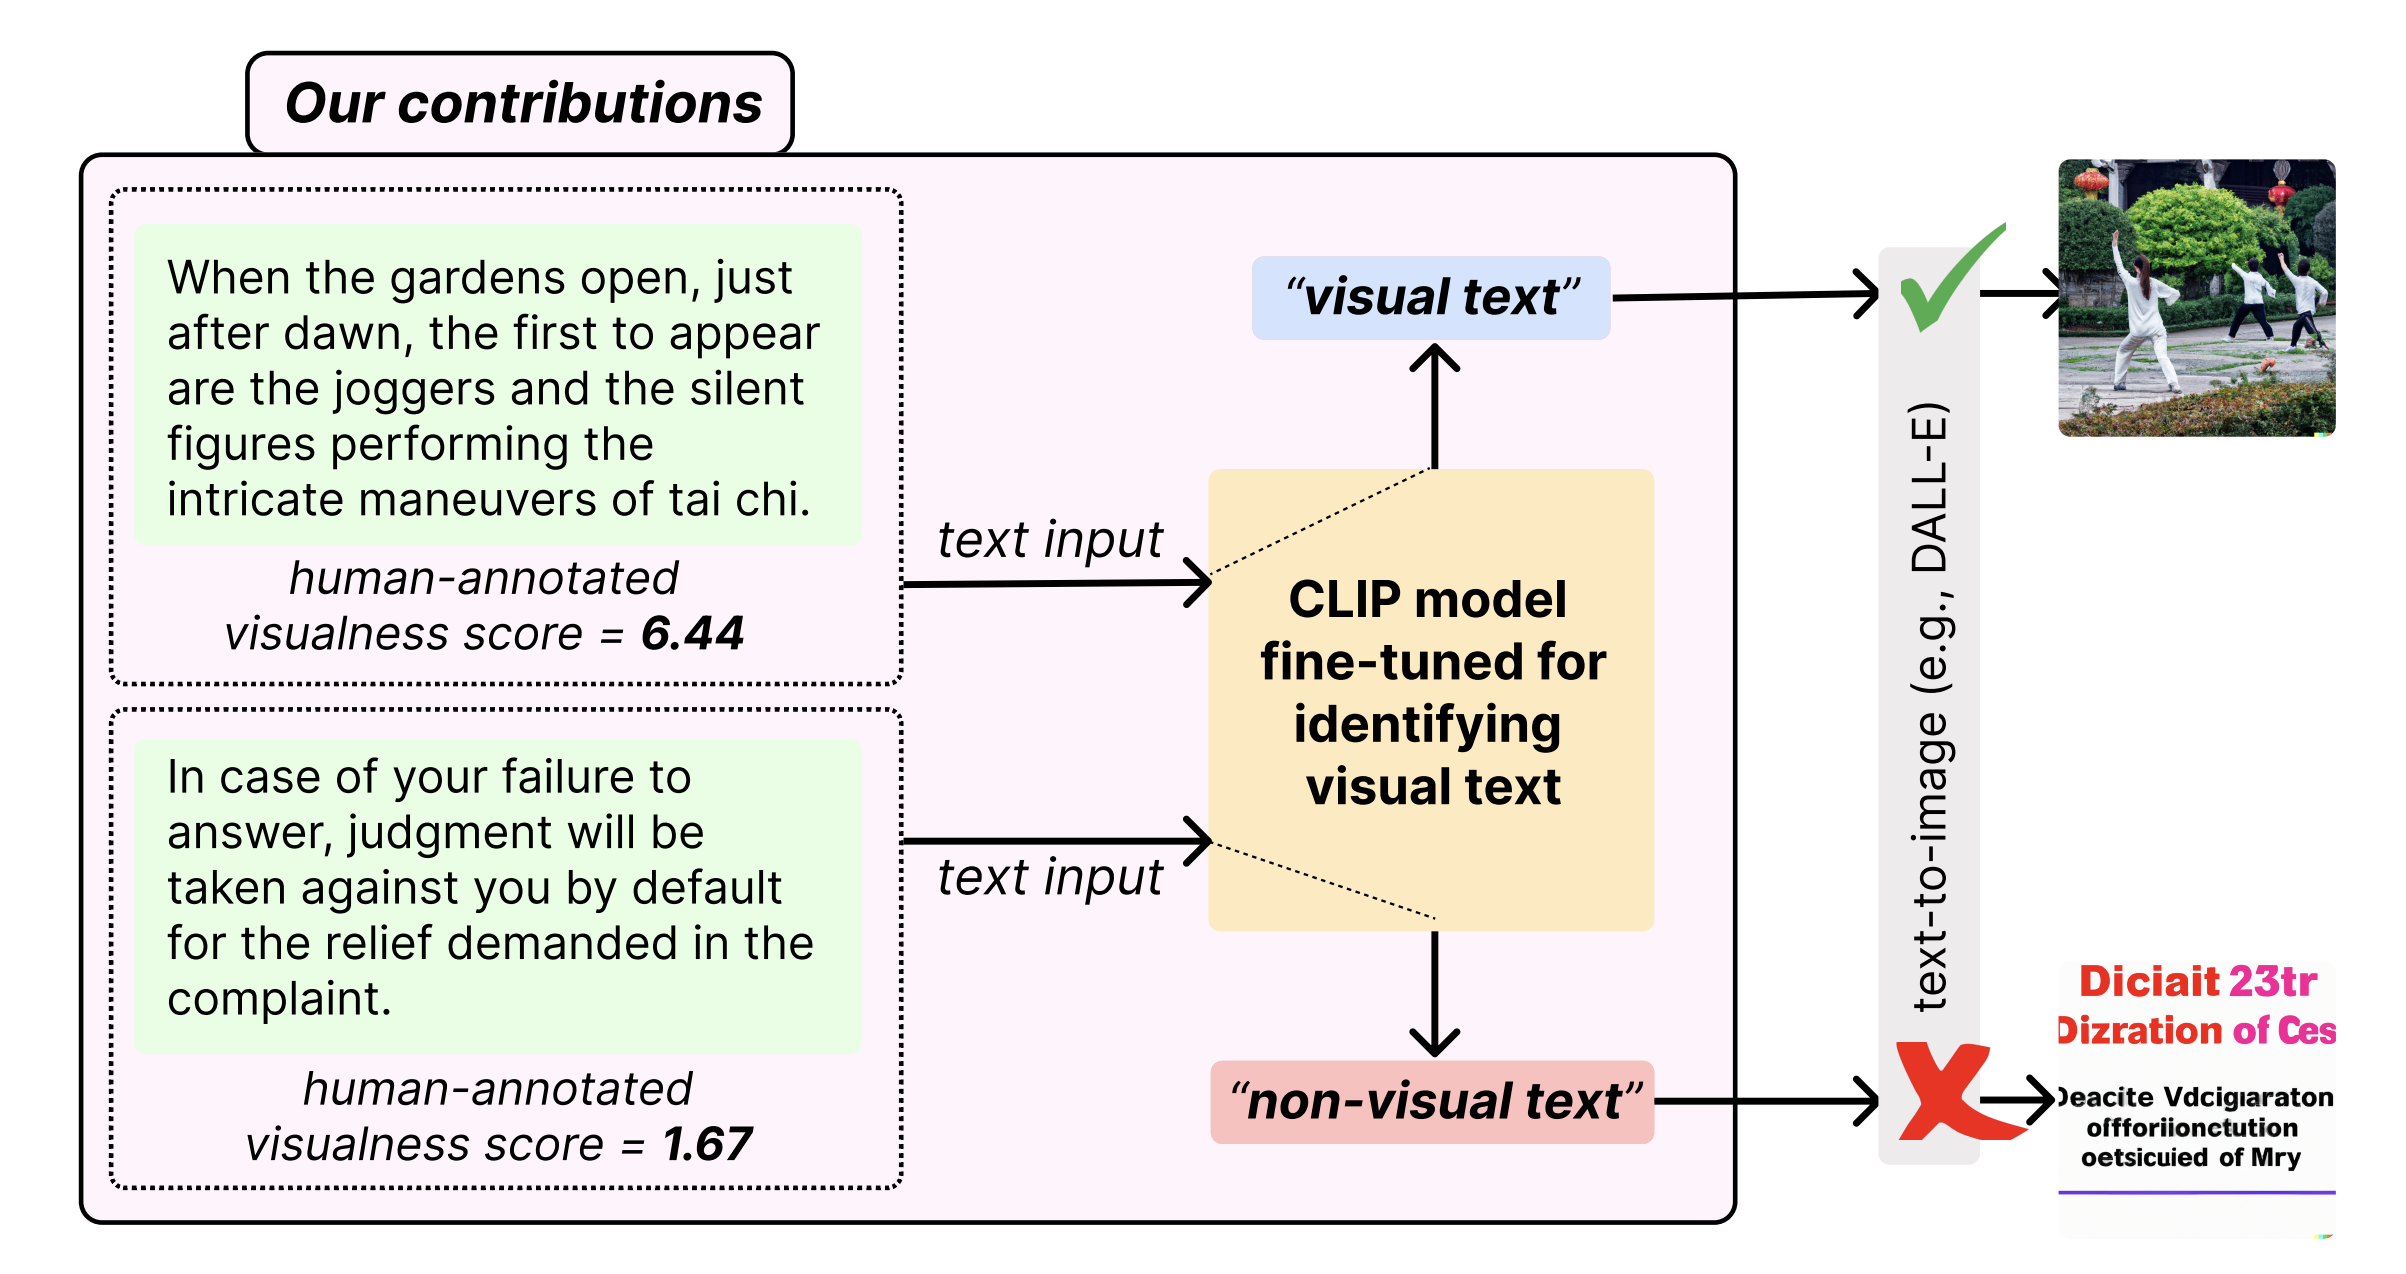 Our contributions
When the gardens open, just
after dawn, the first to appear
are the joggers and the silent
figures performing the
intricate maneuvers of tai chi.
human-annotated
visualness score = 6.44
In case of your failure to
answer, judgment will be
taken against you by default
for the relief demanded in the
complaint.
human-annotated
visualness score = 1.67
text input
text input
“visual text”
CLIP model
fine-tuned for
identifying
visual text
“non-visual text”
text-to-image (e.g., DALL-E)
Diciait 23tr
Dizration of Ces
Deacite Vdcigiaraton
offforiionctution
oetsicuied of Mry